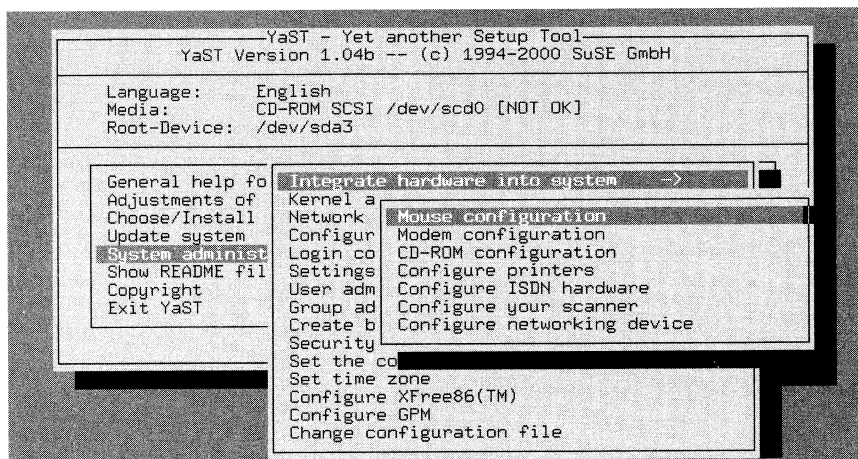 YaST - Yet another Setup Tool
YaST Version 1.04b -- (c) 1994-2000 SuSE GmbH
Language: English
Media: CD-ROM SCSI /dev/scd0 [NOT OK]
Root-Device: /dev/sda3
General help fo
Adjustments of
Choose/Install
Update system
System administ
Show README fil
Copyright
Exit YaST
Integrate hardware into system ->
Kernel a
Network
Configur
Login co
Settings
User adm
Group ad
Create b
Security
Set the co
Set time zone
Configure XFree86(TM)
Configure GPM
Change configuration file
Mouse configuration
Modem configuration
CD-ROM configuration
Configure printers
Configure ISDN hardware
Configure your scanner
Configure networking device